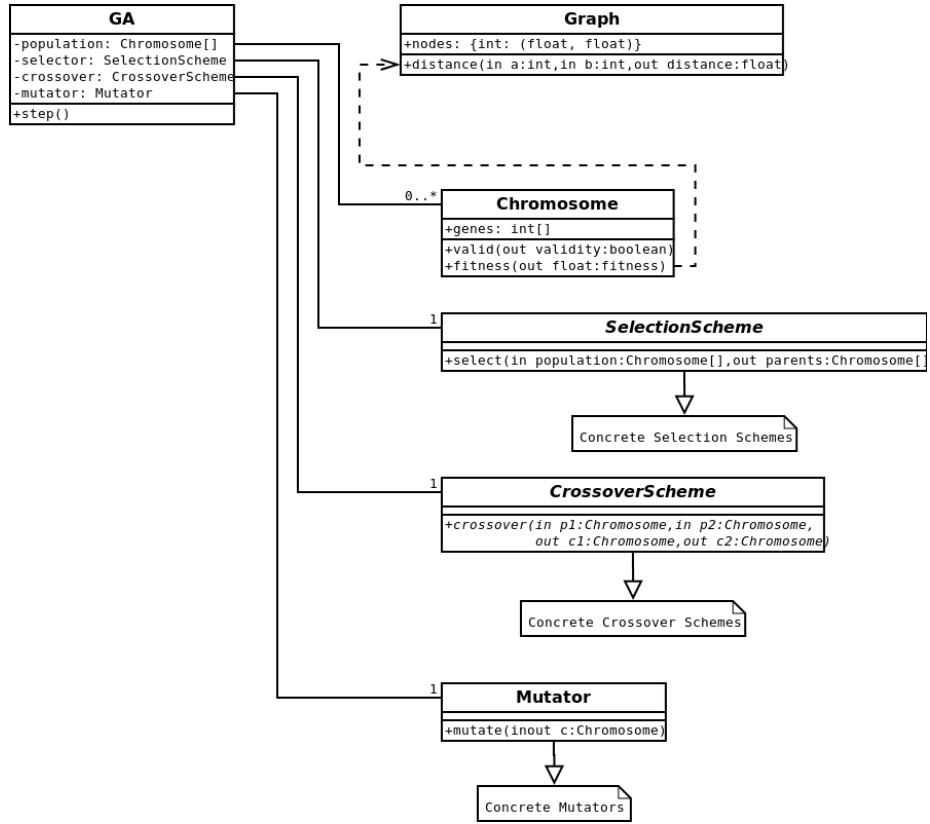 GA
-population: Chromosome[]
-selector: SelectionScheme
-crossover: CrossoverScheme
-mutator: Mutator
+step()
Graph
+nodes: {int: (float, float)}
+distance(in a:int,in b:int,out distance:float)
0..*
Chromosome
+genes: int[]
+valid(out validity:boolean)
+fitness(out float:fitness)
1
SelectionScheme
+select(in population:Chromosome[],out parents:Chromosome[]
Concrete Selection Schemes
1
CrossoverScheme
+crossover(in p1:Chromosome,in p2:Chromosome,
out c1:Chromosome,out c2:Chromosome)
Concrete Crossover Schemes
1
Mutator
+mutate(inout c:Chromosome)
Concrete Mutators